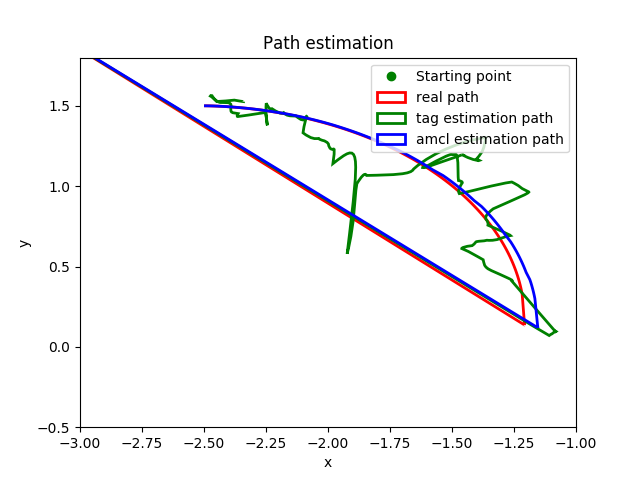 Path estimation
Starting point
real path
tag estimation path
amcl estimation path
1.5
1.0
0.5
0.0
−0.5
y
−3.00 −2.75 −2.50 −2.25 −2.00 −1.75 −1.50 −1.25 −1.00
x